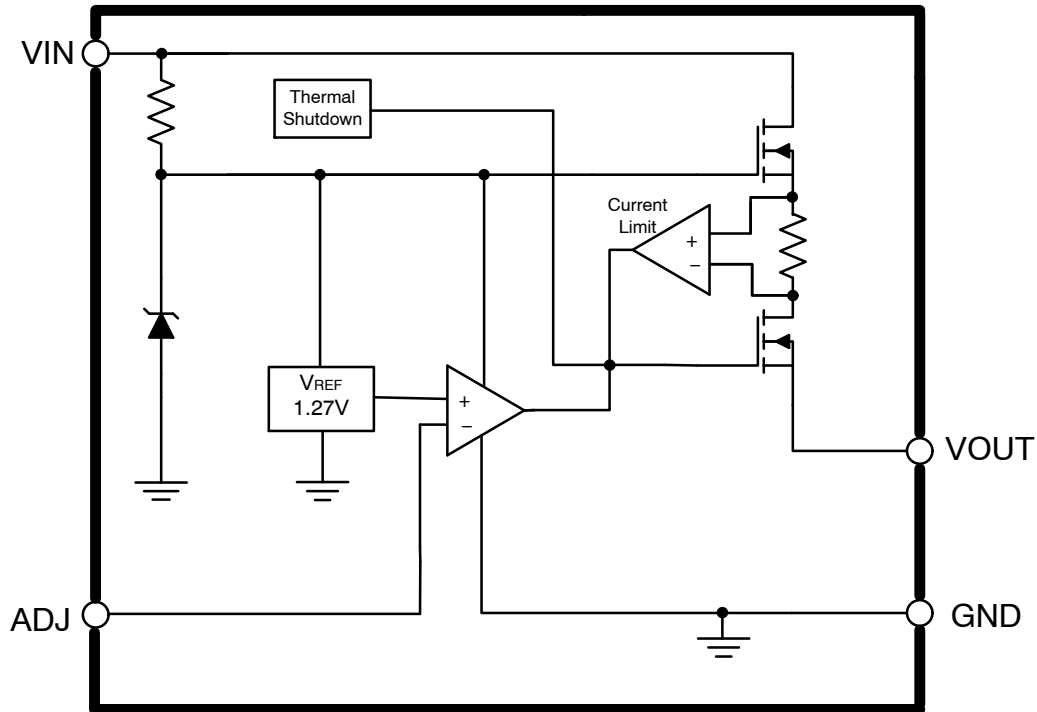 VIN
Thermal
Shutdown
Current
Limit
+
−
VREF
1.27V
+
−
VOUT
ADJ
GND